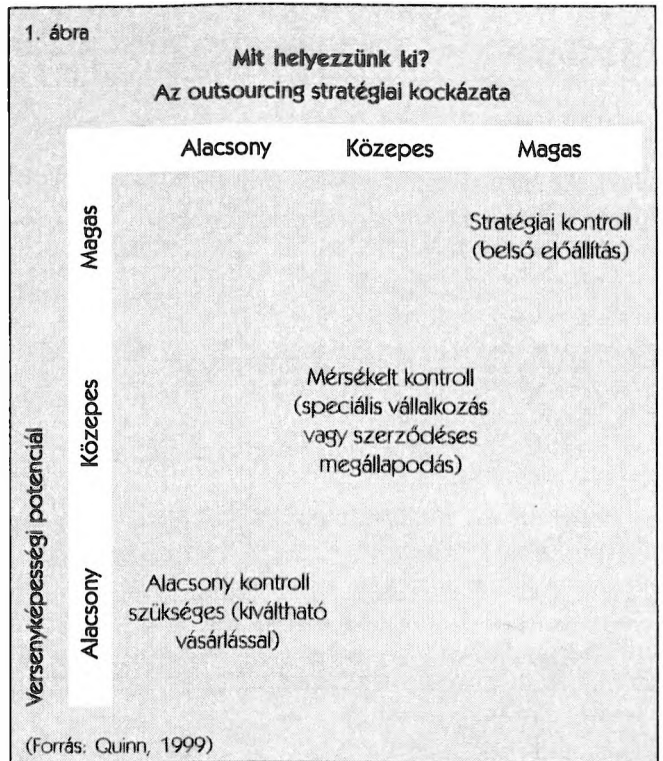 1. ábra
Mit helyezzünk ki?
Az outsourcing stratégiai kockázata
Alacsony Közepes Magas
Versenyképességi potenciál
Magas
Stratégiai kontroll
(belső előállítás)
Közepes
Mérsékelt kontroll
(speciális vállalkozás
vagy szerződéses
megállapodás)
Alacsony
Alacsony kontroll
szükséges (kiváltható
vásárlással)
(Forrás: Quinn, 1999)